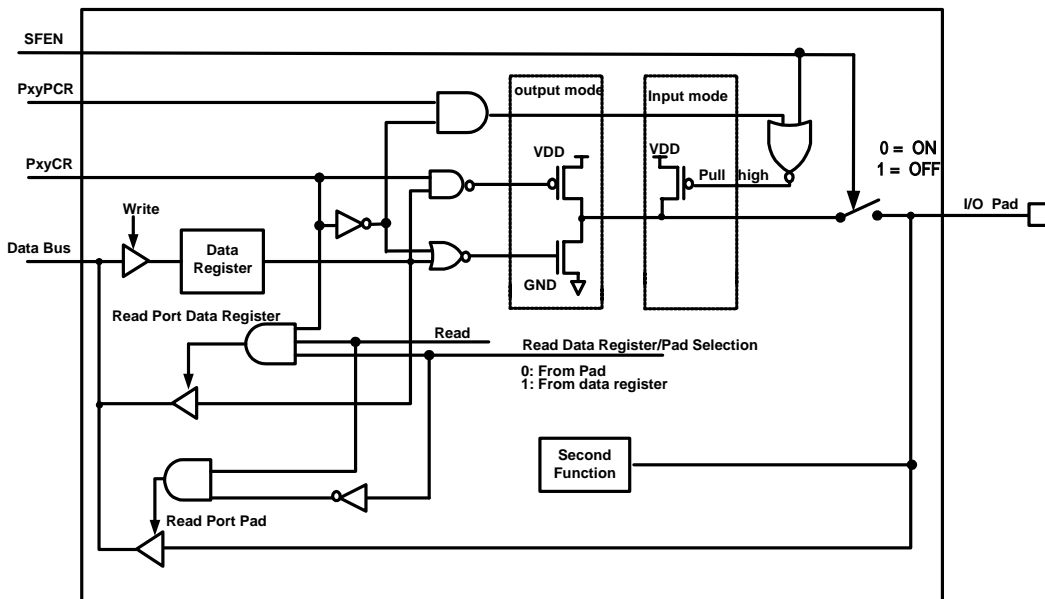 SFEN
PxyPCR
output mode
Input mode
0 = ON
1 = OFF
PxyCR
VDD
VDD
Pull high
Write
I/O Pad
Data Bus
Data
Register
GND
Read Port Data Register
Read
Read Data Register/Pad Selection
0: From Pad
1: From data register
Second
Function
Read Port Pad